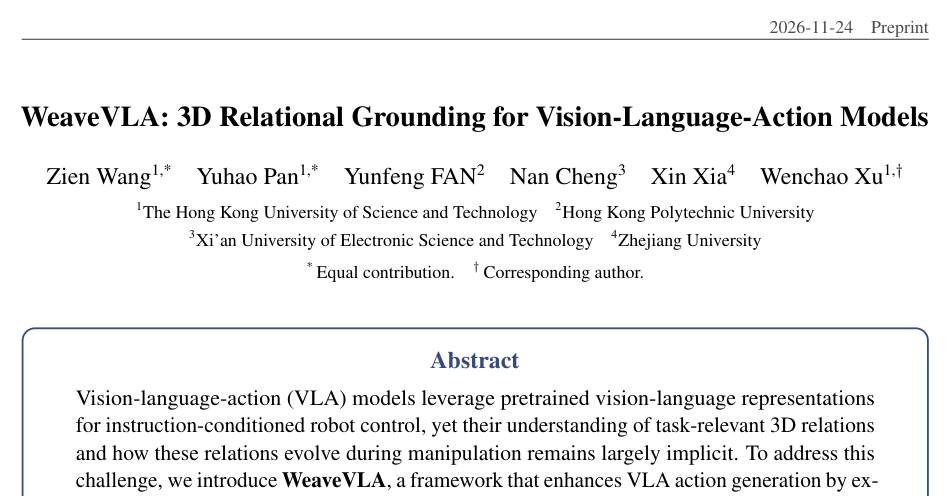 2026-11-24 Preprint
WeaveVLA: 3D Relational Grounding for Vision-Language-Action Models
Zien Wang1,* Yuhao Pan1,* Yunfeng FAN2 Nan Cheng3 Xin Xia4 Wenchao Xu1,†
1The Hong Kong University of Science and Technology 2Hong Kong Polytechnic University
3Xi'an University of Electronic Science and Technology 4Zhejiang University
* Equal contribution. † Corresponding author.
Abstract
Vision-language-action (VLA) models leverage pretrained vision-language representations
for instruction-conditioned robot control, yet their understanding of task-relevant 3D relations
and how these relations evolve during manipulation remains largely implicit. To address this
challenge, we introduce WeaveVLA, a framework that enhances VLA action generation by ex-